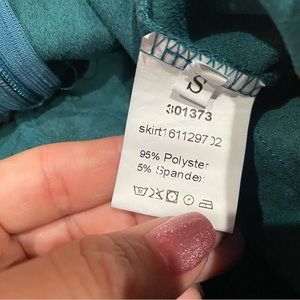 S
301373
skirt161129702
95% Polyster
5% Spandex